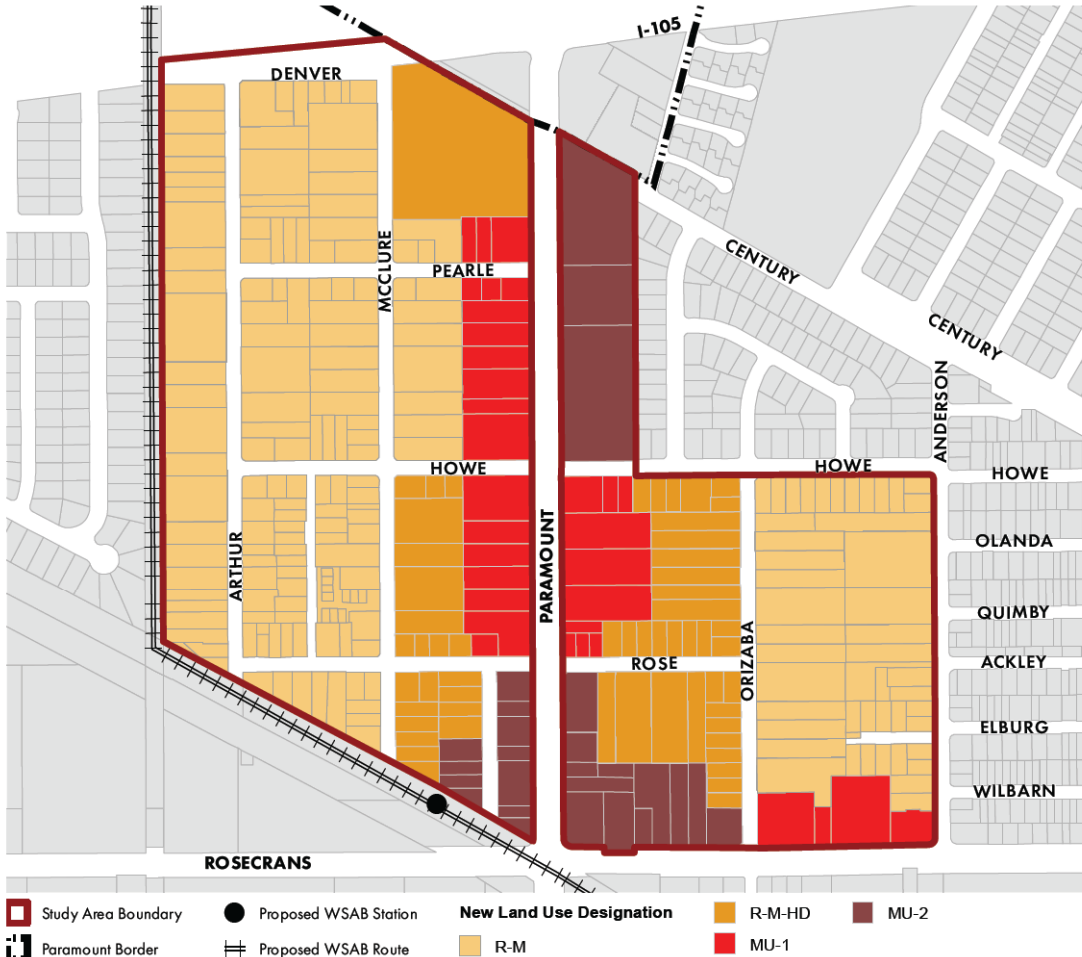 I-105
DENVER
MCCLURE
PEARLE
CENTURY
CENTURY
ANDERSON
HOWE
HOWE
HOWE
PARAMOUNT
ARTHUR
OLANDA
QUIMBY
ROSE
ORIZABA
ACKLEY
ELBURG
WILBARN
ROSECRANS
Study Area Boundary
Proposed WSAB Station
New Land Use Designation
R-M-HD
MU-2
Paramount Border
Proposed WSAB Route
R-M
MU-1